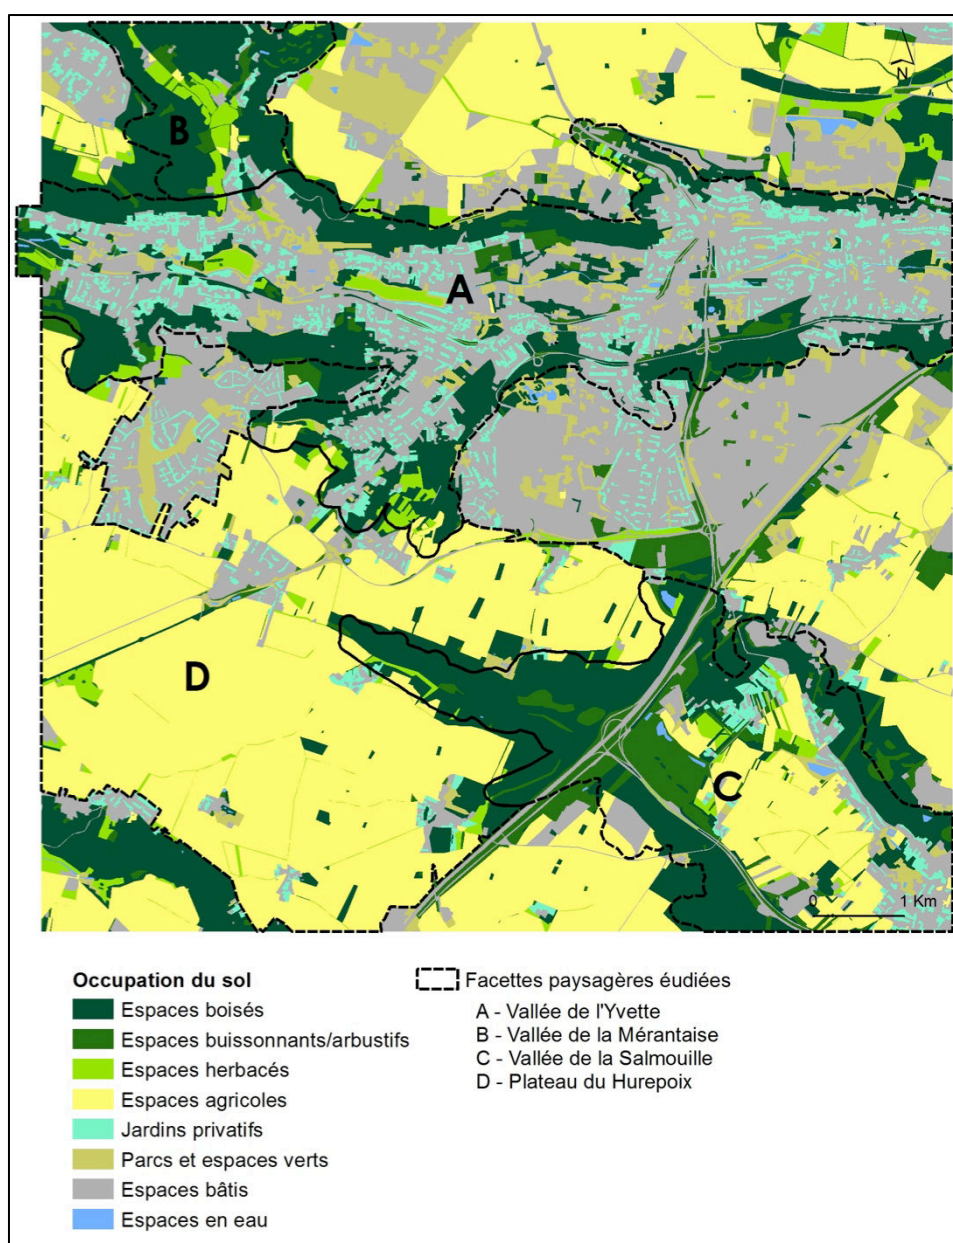 N
B
A
D
C
0 1 Km
Occupation du sol
Espaces boisés
Espaces buissonnants/arbustifs
Espaces herbacés
Espaces agricoles
Jardins privatifs
Parcs et espaces verts
Espaces bâtis
Espaces en eau
Facettes paysagères éudiées
A - Vallée de l'Yvette
B - Vallée de la Mérantaise
C - Vallée de la Salmouille
D - Plateau du Hurepoix